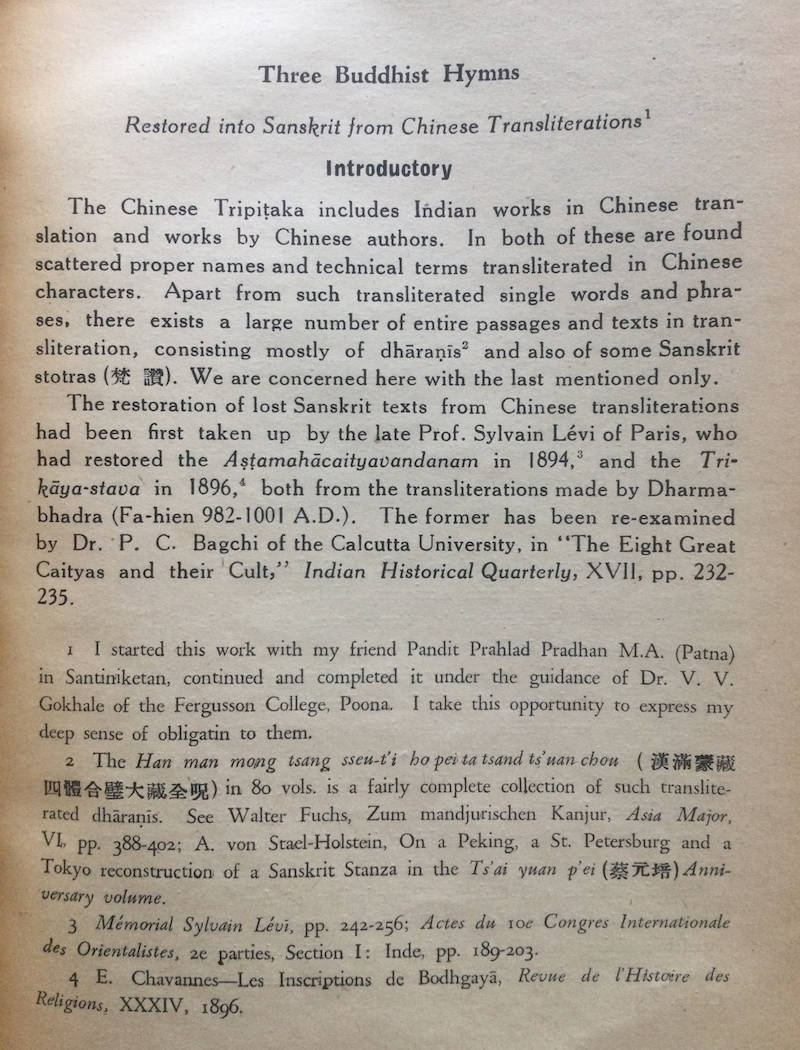 Three Buddhist Hymns
Restored into Sanskrit from Chinese Transliterations¹
Introductory
The Chinese Tripiṭaka includes Indian works in Chinese tran-
slation and works by Chinese authors. In both of these are found
scattered proper names and technical terms transliterated in Chinese
characters. Apart from such transliterated single words and phra-
ses, there exists a large number of entire passages and texts in tran-
sliteration, consisting mostly of dhāraṇīs² and also of some Sanskrit
stotras (梵 讚). We are concerned here with the last mentioned only.
The restoration of lost Sanskrit texts from Chinese transliterations
had been first taken up by the late Prof. Sylvain Lévi of Paris, who
had restored the Aṣṭamahācaityavandanam in 1894,³ and the Tri-
kāya-stava in 1896,⁴ both from the transliterations made by Dharma-
bhadra (Fa-hien 982-1001 A.D.). The former has been re-examined
by Dr. P. C. Bagchi of the Calcutta University, in "The Eight Great
Caityas and their Cult," Indian Historical Quarterly, XVII, pp. 232-
235.
1 I started this work with my friend Pandit Prahlad Pradhan M.A. (Patna)
in Santiniketan, continued and completed it under the guidance of Dr. V. V.
Gokhale of the Fergusson College, Poona. I take this opportunity to express my
deep sense of obligatin to them.
2 The Han man mong tsang sseu-t'i ho pei ta tsand ts'uan chou (漢滿蒙藏
四體合璧大藏全呪) in 80 vols. is a fairly complete collection of such translite-
rated dhāraṇīs. See Walter Fuchs, Zum mandjurischen Kanjur, Asia Major,
VI, pp. 388-402; A. von Stael-Holstein, On a Peking, a St. Petersburg and a
Tokyo reconstruction of a Sanskrit Stanza in the Ts'ai yuan p'ei (蔡元培) Anni-
versary volume.
3 Mémorial Sylvain Lévi, pp. 242-256; Actes du 10e Congres Internationale
des Orientalistes, 2e parties, Section I: Inde, pp. 189-203.
4 E. Chavannes—Les Inscriptions de Bodhgayā, Revue de l'Histoire des
Religions, XXXIV, 1896.